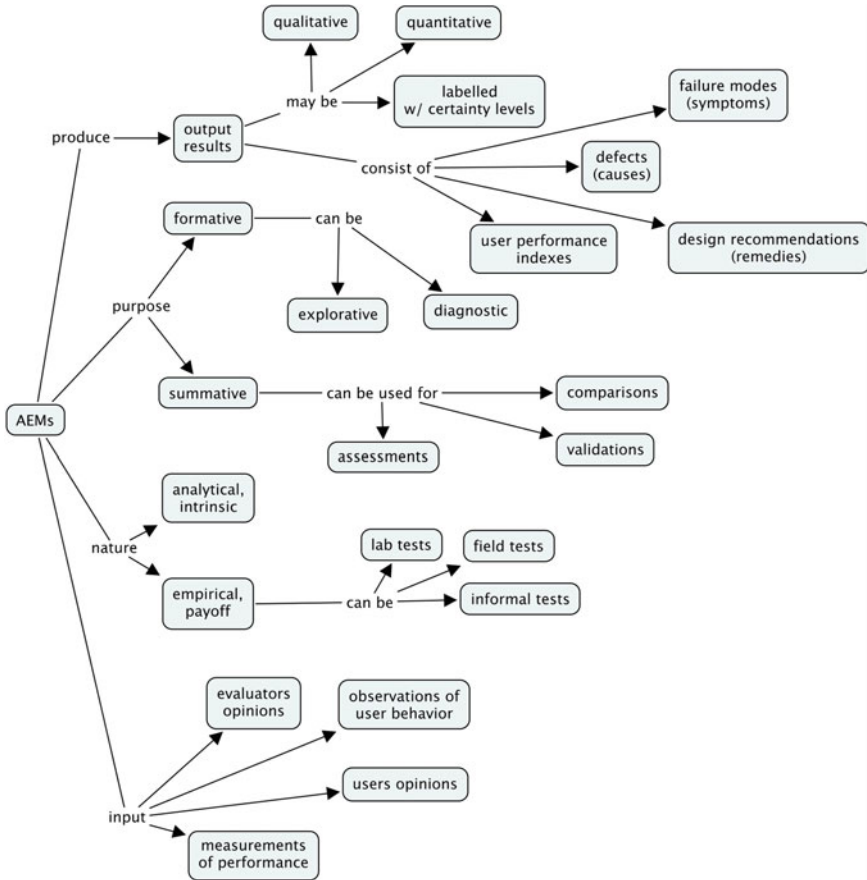 qualitative
quantitative
may be
labelled
w/ certainty levels
failure modes
(symptoms)
produce
output
results
consist of
defects
(causes)
user performance
indexes
design recommendations
(remedies)
formative
can be
explorative
diagnostic
purpose
summative
can be used for
comparisons
assessments
validations
AEMs
analytical,
intrinsic
nature
empirical,
payoff
can be
lab tests
field tests
informal tests
evaluators
opinions
observations of
user behavior
users opinions
input
measurements
of performance